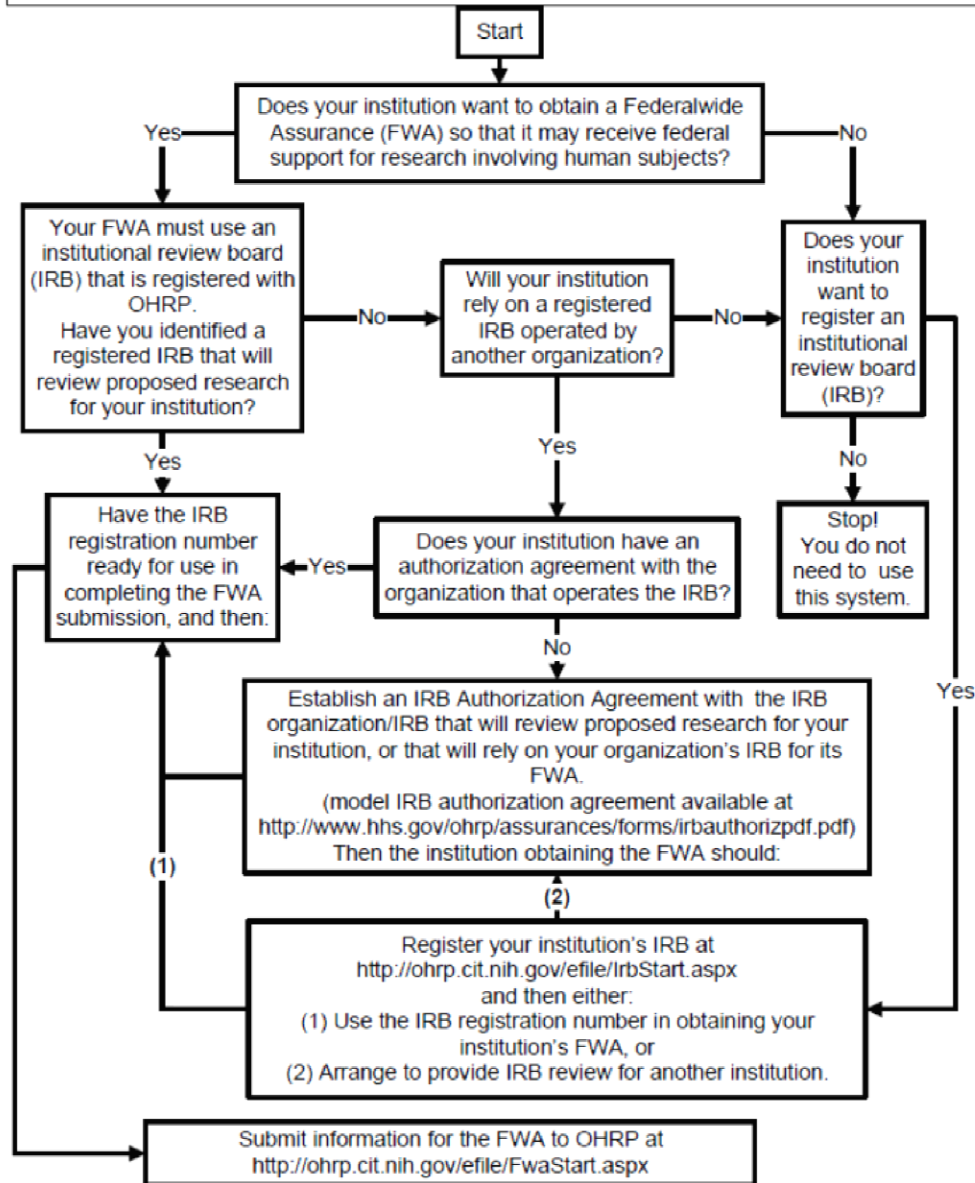 Start
Does your institution want to obtain a Federalwide
Assurance (FWA) so that it may receive federal
support for research involving human subjects?
Yes
No
Your FWA must use an
institutional review board
(IRB) that is registered with
OHRP.
Have you identified a
registered IRB that will
review proposed research
for your institution?
No
Will your institution
rely on a registered
IRB operated by
another organization?
No
Does your
institution
want to
register an
institutional
review board
(IRB)?
Yes
Yes
No
Have the IRB
registration number
ready for use in
completing the FWA
submission, and then:
Yes
Does your institution have an
authorization agreement with the
organization that operates the IRB?
Stop!
You do not
need to use
this system.
No
Yes
Establish an IRB Authorization Agreement with the IRB
organization/IRB that will review proposed research for your
institution, or that will rely on your organization's IRB for its
FWA.
(model IRB authorization agreement available at
http://www.hhs.gov/ohrp/assurances/forms/irbauthorizpdf.pdf)
Then the institution obtaining the FWA should:
(1)
(2)
Register your institution's IRB at
http://ohrp.cit.nih.gov/efile/IrbStart.aspx
and then either:
(1) Use the IRB registration number in obtaining your
institution's FWA, or
(2) Arrange to provide IRB review for another institution.
Submit information for the FWA to OHRP at
http://ohrp.cit.nih.gov/efile/FwaStart.aspx